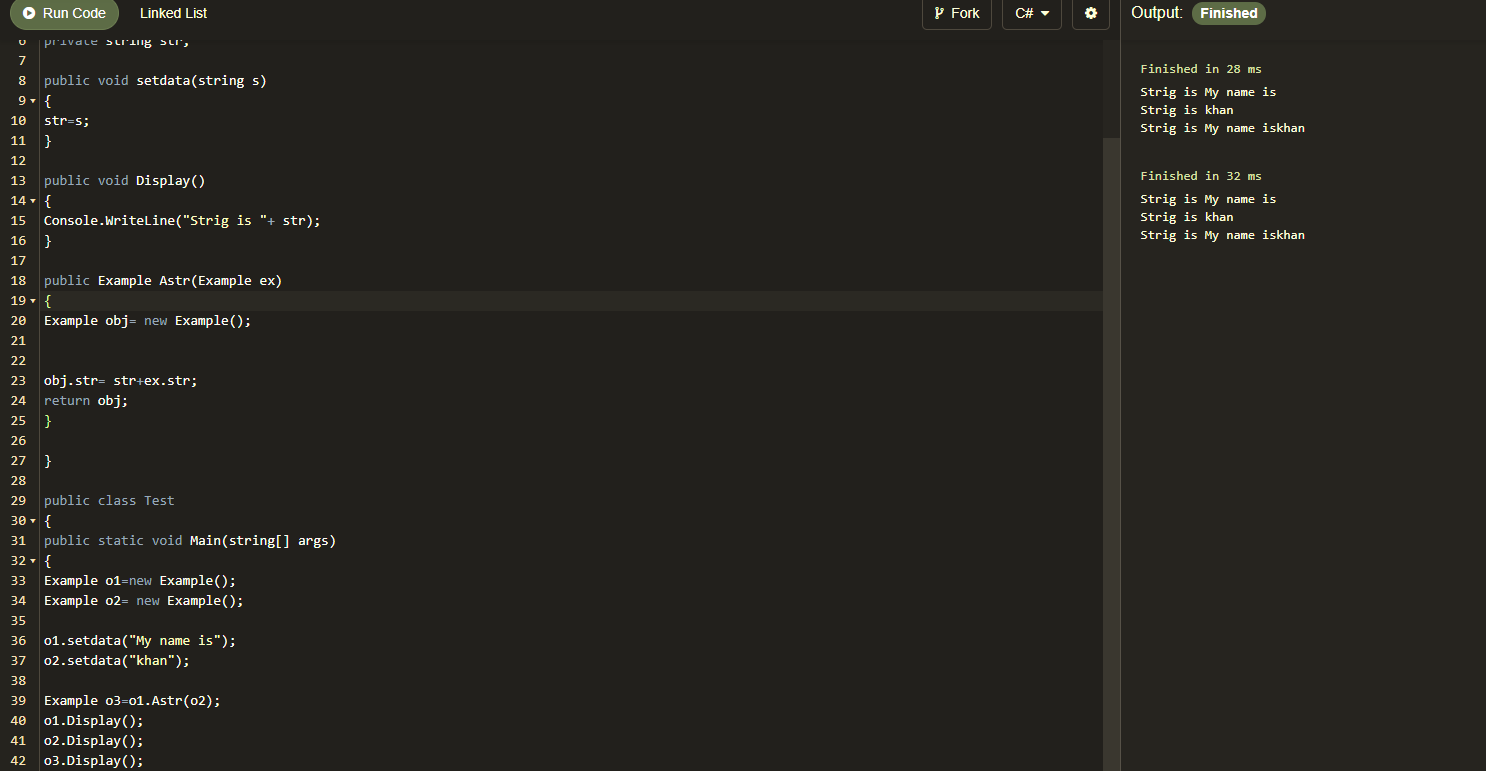 Run Code
Linked List
Fork
C#
Output: Finished
6 private string str;
7
8 public void setdata(string s)
9 {
10 str=s;
11 }
12
13 public void Display()
14 {
15 Console.WriteLine("Strig is "+ str);
16 }
17
18 public Example Astr(Example ex)
19 {
20 Example obj= new Example();
21
22
23 obj.str= str+ex.str;
24 return obj;
25 }
26
27 }
28
29 public class Test
30 {
31 public static void Main(string[] args)
32 {
33 Example o1=new Example();
34 Example o2= new Example();
35
36 o1.setdata("My name is");
37 o2.setdata("khan");
38
39 Example o3=o1.Astr(o2);
40 o1.Display();
41 o2.Display();
42 o3.Display();
Finished in 28 ms
Strig is My name is
Strig is khan
Strig is My name iskhan
Finished in 32 ms
Strig is My name is
Strig is khan
Strig is My name iskhan